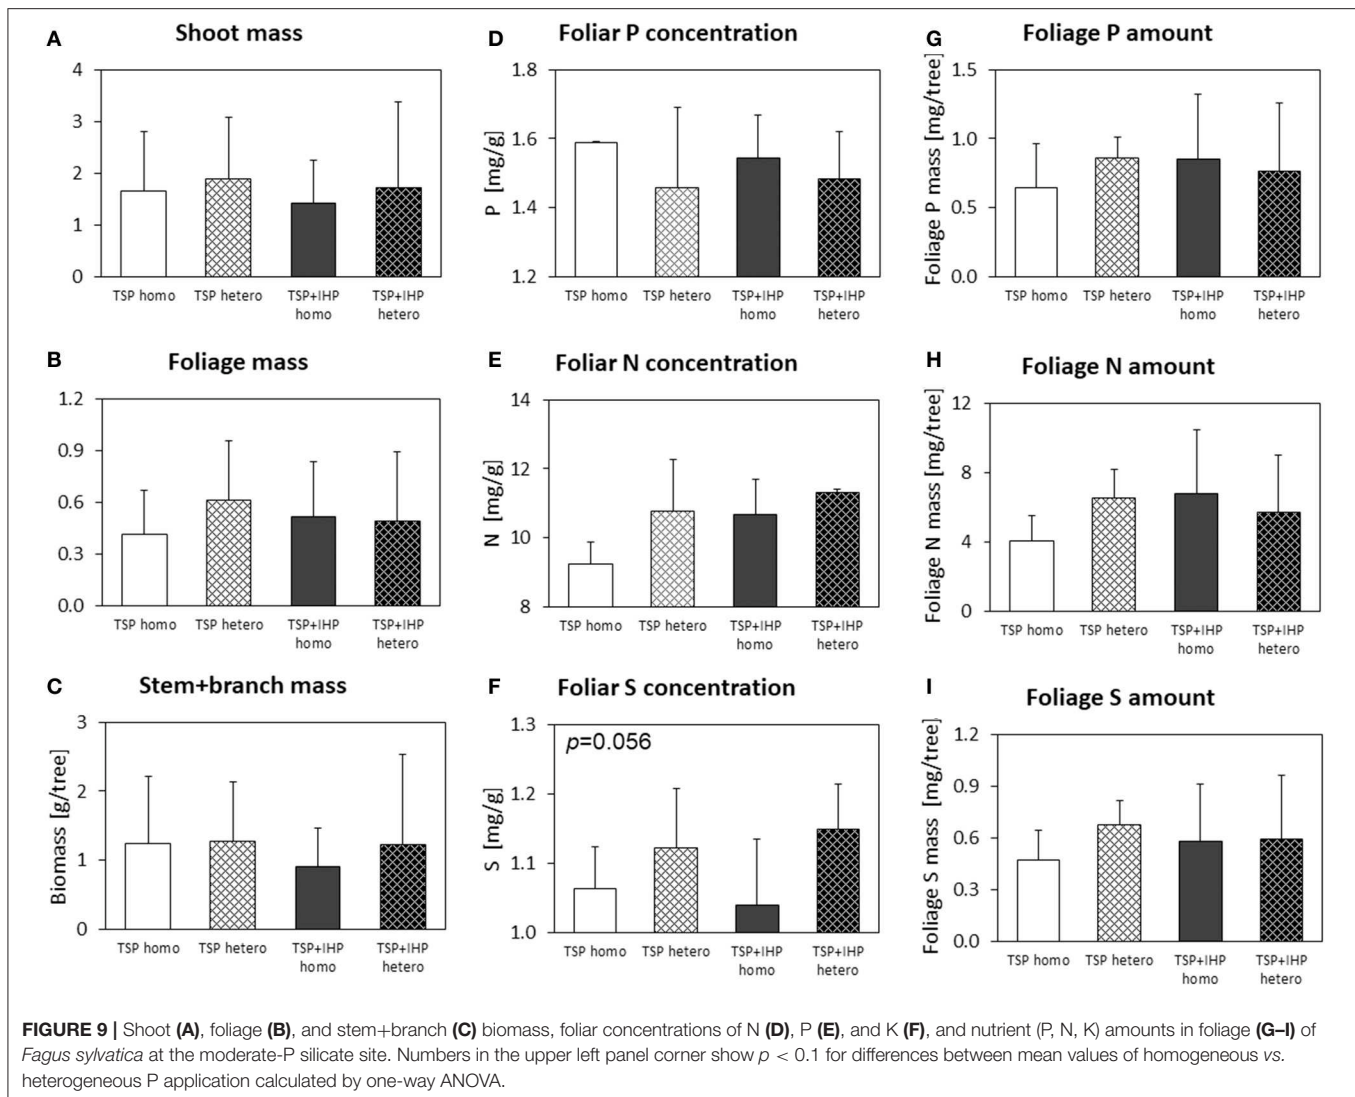 A
Shoot mass
4
3
2
1
0
TSP homo
TSP hetero
TSP+IHP
homo
TSP+IHP
hetero
D
Foliar P concentration
P [mg/g]
1.8
1.6
1.4
1.2
TSP homo
TSP hetero
TSP+IHP
homo
TSP+IHP
hetero
G
Foliage P amount
Foliage P mass [mg/tree]
1.5
1.0
0.5
0.0
TSP homo
TSP hetero
TSP+IHP
homo
TSP+IHP
hetero
B
Foliage mass
1.2
0.9
0.6
0.3
0.0
TSP homo
TSP hetero
TSP+IHP
homo
TSP+IHP
hetero
E
Foliar N concentration
N [mg/g]
14
12
10
8
TSP homo
TSP hetero
TSP+IHP
homo
TSP+IHP
hetero
H
Foliage N amount
Foliage N mass [mg/tree]
12
8
4
0
TSP homo
TSP hetero
TSP+IHP
homo
TSP+IHP
hetero
C
Stem+branch mass
Biomass [g/tree]
3
2
1
0
TSP homo
TSP hetero
TSP+IHP
homo
TSP+IHP
hetero
F
Foliar S concentration
p=0.056
S [mg/g]
1.3
1.2
1.1
1.0
TSP homo
TSP hetero
TSP+IHP
homo
TSP+IHP
hetero
I
Foliage S amount
Foliage S mass [mg/tree]
1.2
0.9
0.6
0.3
0.0
TSP homo
TSP hetero
TSP+IHP
homo
TSP+IHP
hetero
FIGURE 9 | Shoot (A), foliage (B), and stem+branch (C) biomass, foliar concentrations of N (D), P (E), and K (F), and nutrient (P, N, K) amounts in foliage (G–I) of
Fagus sylvatica at the moderate-P silicate site. Numbers in the upper left panel corner show p < 0.1 for differences between mean values of homogeneous vs.
heterogeneous P application calculated by one-way ANOVA.